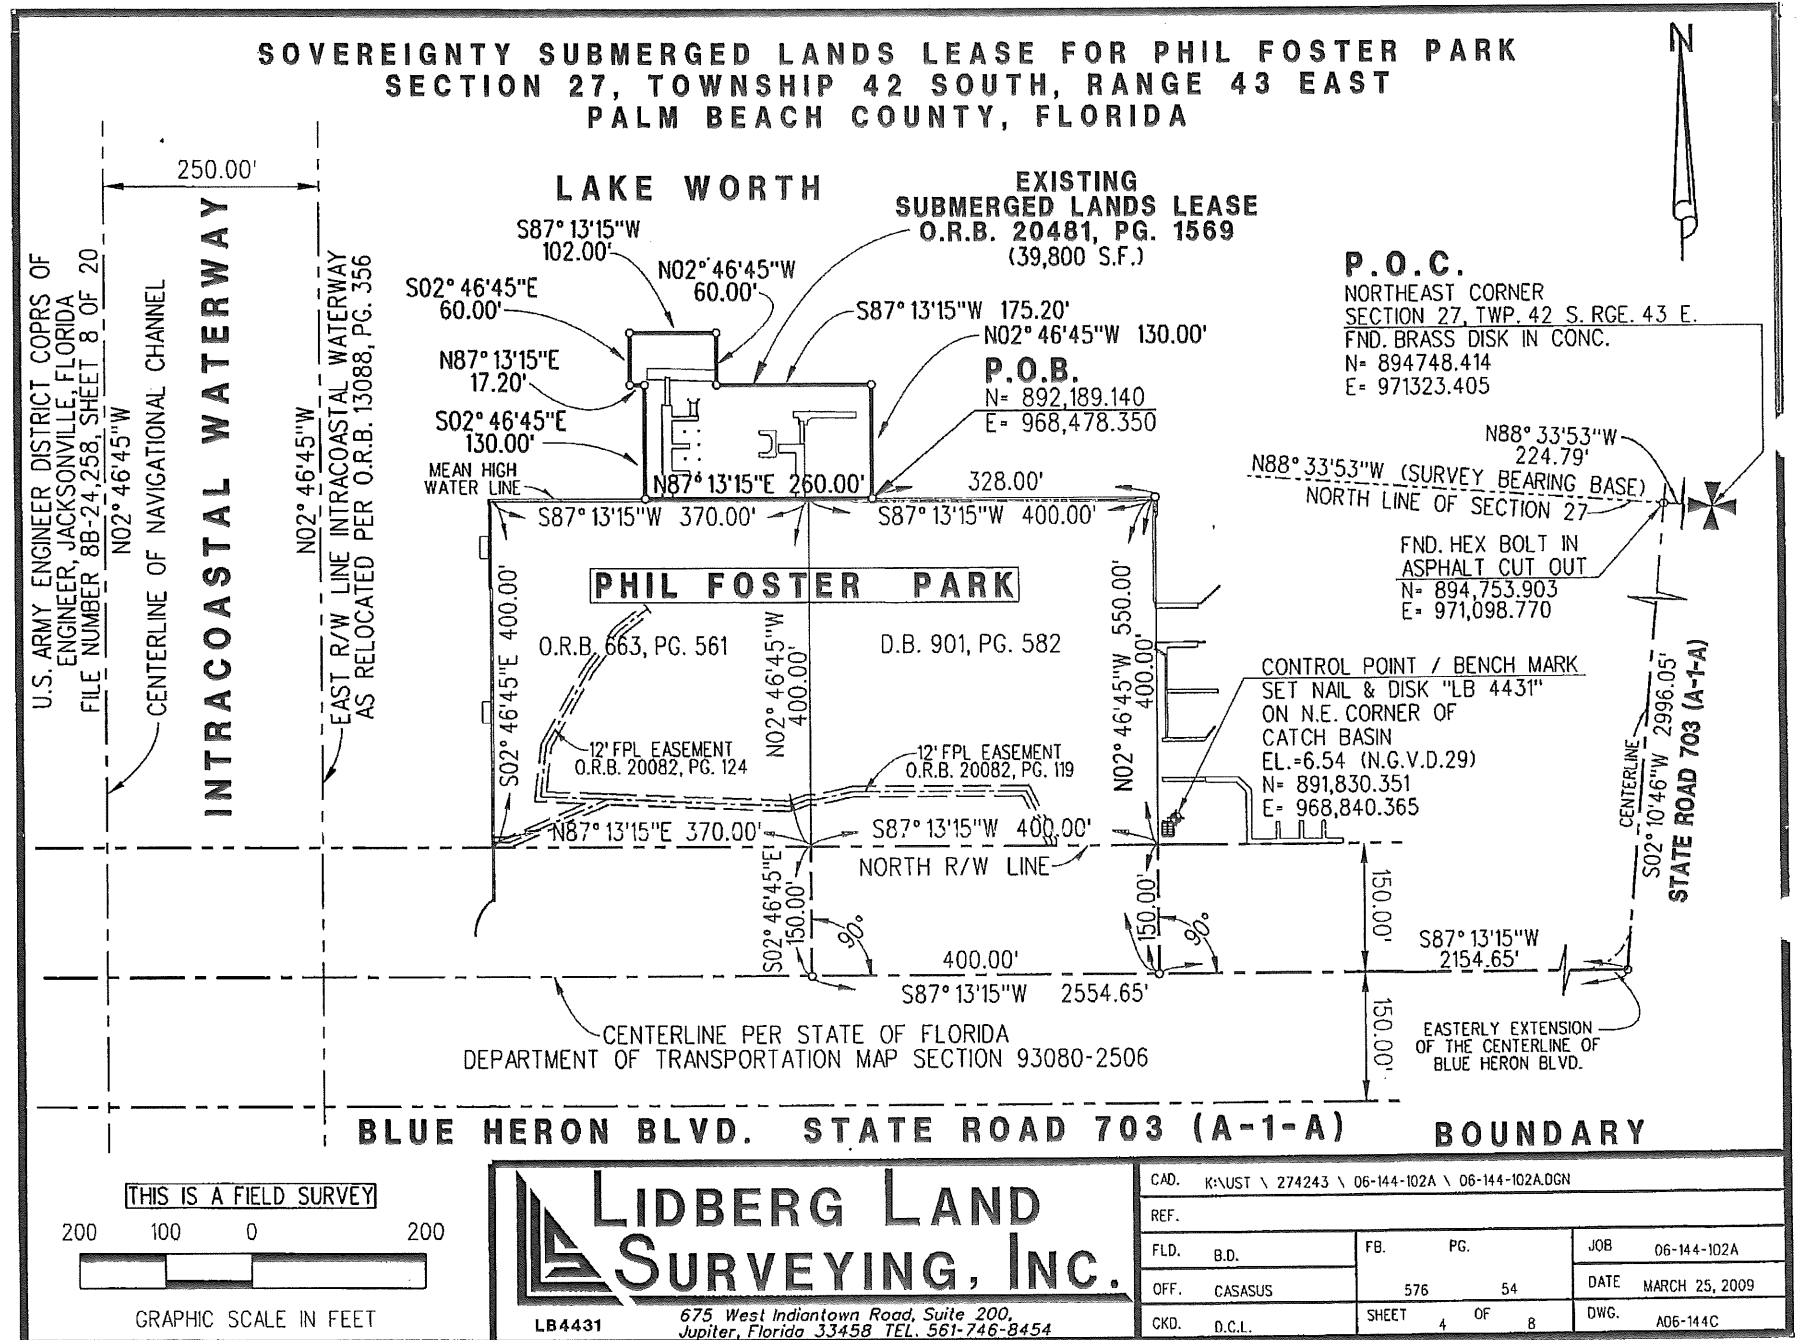 SOVEREIGNTY SUBMERGED LANDS LEASE FOR PHIL FOSTER PARK
SECTION 27, TOWNSHIP 42 SOUTH, RANGE 43 EAST
PALM BEACH COUNTY, FLORIDA
N
250.00'
U.S. ARMY ENGINEER DISTRICT COPRS OF
ENGINEER, JACKSONVILLE, FLORIDA
FILE NUMBER 8B-24,258, SHEET 8 OF 20
N02° 46'45"W
CENTERLINE OF NAVIGATIONAL CHANNEL
INTRACOASTAL WATERWAY
N02° 46'45"W
EAST R/W LINE INTRACOASTAL WATERWAY
AS RELOCATED PER O.R.B. 13088, PG. 356
LAKE WORTH
EXISTING
SUBMERGED LANDS LEASE
O.R.B. 20481, PG. 1569
(39,800 S.F.)
S87° 13'15"W
102.00'
N02° 46'45"W
60.00'
S02° 46'45"E
60.00'
S87° 13'15"W 175.20'
N02° 46'45"W 130.00'
N87° 13'15"E
17.20'
P.O.B.
N= 892,189.140
E= 968,478.350
S02° 46'45"E
130.00'
MEAN HIGH
WATER LINE
N87° 13'15"E 260.00'
328.00'
S87° 13'15"W 370.00'
S87° 13'15"W 400.00'
P.O.C.
NORTHEAST CORNER
SECTION 27, TWP. 42 S. RGE. 43 E.
FND. BRASS DISK IN CONC.
N= 894748.414
E= 971323.405
N88° 33'53"W
224.79'
N88° 33'53"W (SURVEY BEARING BASE)
NORTH LINE OF SECTION 27
FND. HEX BOLT IN
ASPHALT CUT OUT
N= 894,753.903
E= 971,098.770
PHIL FOSTER PARK
O.R.B. 663, PG. 561
D.B. 901, PG. 582
S02° 46'45"E 400.00'
N02° 46'45"W
400.00'
N02° 46'45"W 550.00'
400.00'
12' FPL EASEMENT
O.R.B. 20082, PG. 124
12' FPL EASEMENT
O.R.B. 20082, PG. 119
CONTROL POINT / BENCH MARK
SET NAIL & DISK "LB 4431"
ON N.E. CORNER OF
CATCH BASIN
EL.=6.54 (N.G.V.D.29)
N= 891,830.351
E= 968,840.365
CENTERLINE
S02° 10'46"W 2996.05'
STATE ROAD 703 (A-1-A)
N87° 13'15"E 370.00'
S87° 13'15"W 400.00'
NORTH R/W LINE
S02° 46'45"E
150.00'
90°
150.00'
90°
150.00'
400.00'
S87° 13'15"W 2554.65'
S87° 13'15"W
2154.65'
150.00'
CENTERLINE PER STATE OF FLORIDA
DEPARTMENT OF TRANSPORTATION MAP SECTION 93080-2506
EASTERLY EXTENSION
OF THE CENTERLINE OF
BLUE HERON BLVD.
BLUE HERON BLVD. STATE ROAD 703 (A-1-A)
BOUNDARY
THIS IS A FIELD SURVEY
200 100 0 200
GRAPHIC SCALE IN FEET
LIDBERG LAND
SURVEYING, INC.
LB4431
675 West Indiantown Road, Suite 200,
Jupiter, Florida 33458 TEL. 561-746-8454
CAD. K:\UST \ 274243 \ 06-144-102A \ 06-144-102A.DGN
REF.
FLD. B.D.
FB. PG.
576 54
JOB 06-144-102A
OFF. CASASUS
DATE MARCH 25, 2009
CKD. D.C.L.
SHEET 4 OF 8
DWG. A06-144C